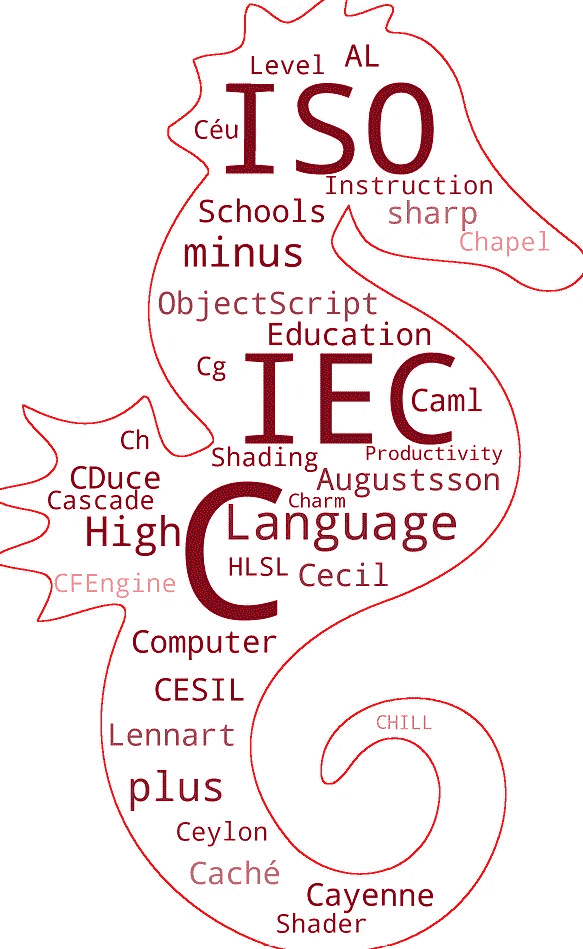 Level
AL
Céu
ISO
Instruction
Schools
sharp
minus
Chapel
ObjectScript
Education
Cg
IEC
Caml
Ch
Shading
Productivity
CDuce
Augustsson
Cascade
Charm
High
C
Language
HLSL
Cecil
CFEngine
Computer
CESIL
CHILL
Lennart
plus
Ceylon
Caché
Cayenne
Shader